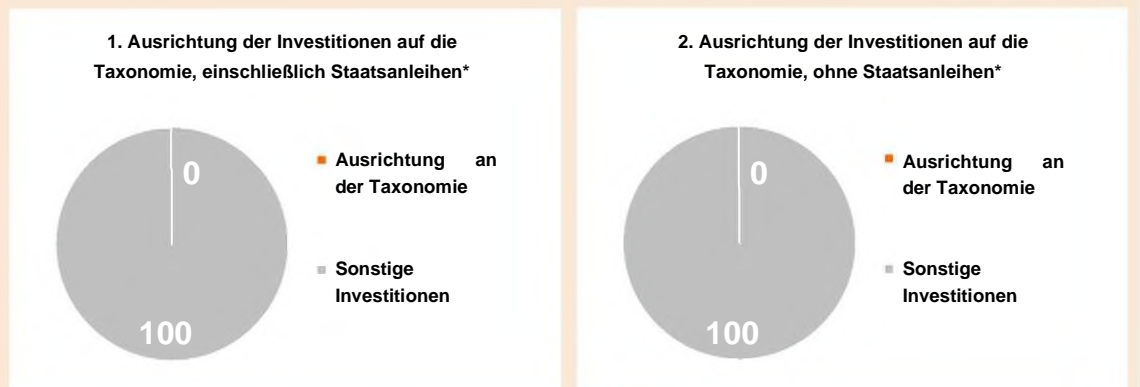 1. Ausrichtung der Investitionen auf die
Taxonomie, einschließlich Staatsanleihen*
0
100
Ausrichtung an
der Taxonomie
Sonstige
Investitionen
2. Ausrichtung der Investitionen auf die
Taxonomie, ohne Staatsanleihen*
0
100
Ausrichtung an
der Taxonomie
Sonstige
Investitionen